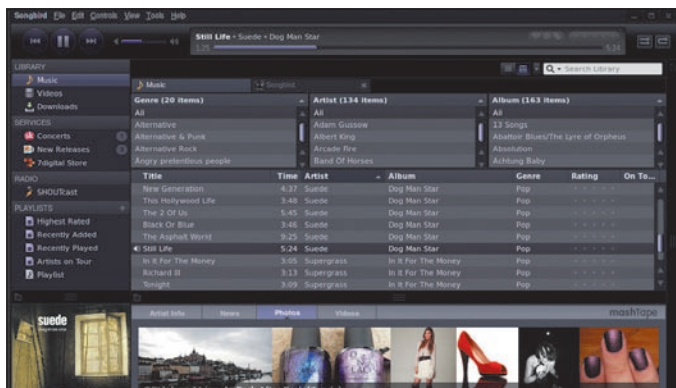 Songbird File Edit Controls View Tools Help
Still Life • Suede • Dog Man Star
1:25 5:24
LIBRARY
Music
Videos
Downloads
SERVICES
Concerts
New Releases
7digital Store
RADIO
SHOUTcast
PLAYLISTS +
Highest Rated
Recently Added
Recently Played
Artists on Tour
Playlist
Search Library
Music Songbird
Genre (20 items) Artist (134 items) Album (163 items)
All All All
Alternative Adam Gussow 13 Songs
Alternative & Punk Albert King Abattoir Blues/The Lyre of Orpheus
Alternative Rock Arcade Fire Absolution
Angry pretentious people Band Of Horses Achtung Baby
Title Time Artist Album Genre Rating On To...
New Generation 4:37 Suede Dog Man Star Pop
This Hollywood Life 3:48 Suede Dog Man Star Pop
The 2 Of Us 5:45 Suede Dog Man Star Pop
Black Or Blue 3:46 Suede Dog Man Star Pop
The Asphalt World 9:25 Suede Dog Man Star Pop
Still Life 5:24 Suede Dog Man Star Pop
In It For The Money 3:05 Supergrass In It For The Money Pop
Richard III 3:13 Supergrass In It For The Money Pop
Tonight 3:09 Supergrass In It For The Money Pop
suede
Artist Info News Photos Videos mashTape